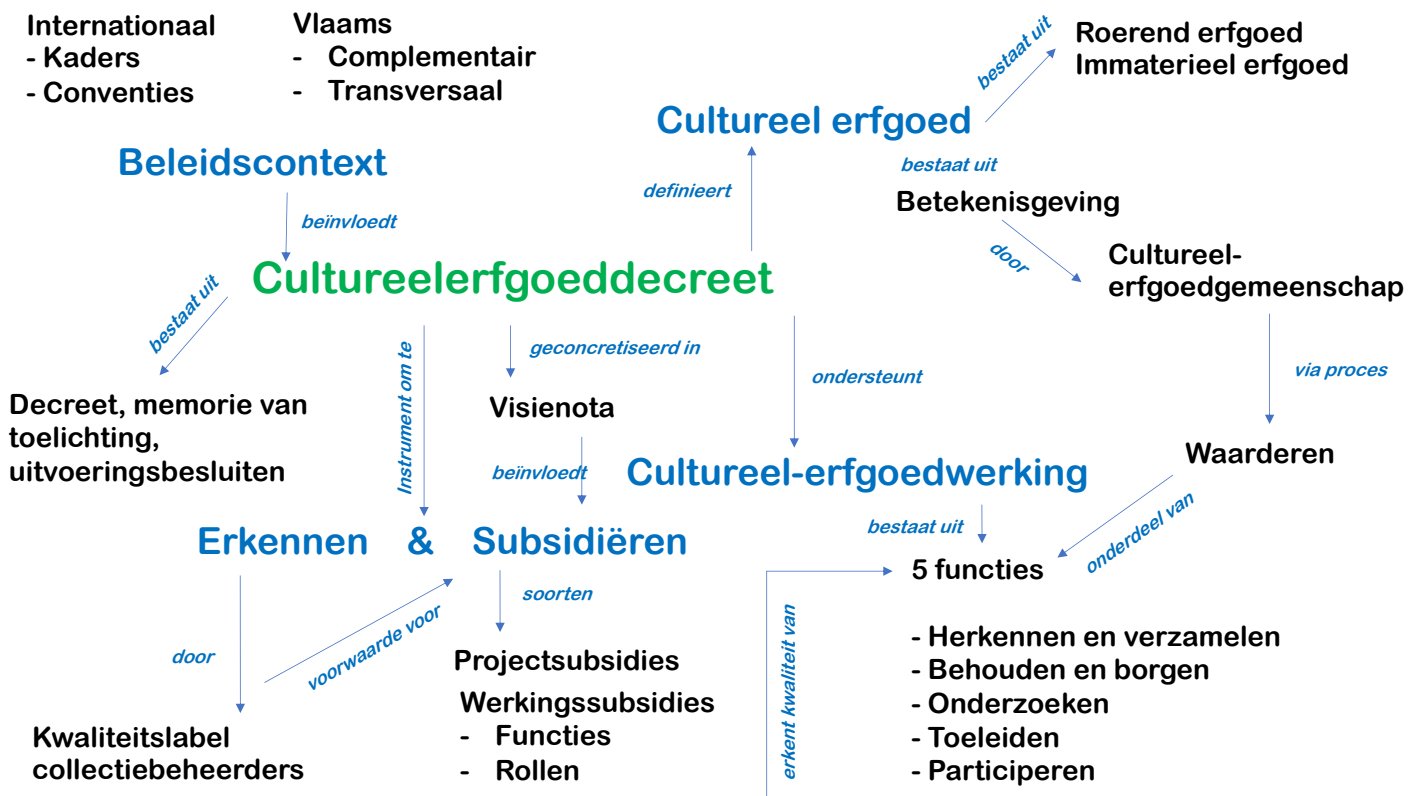 Internationaal
- Kaders
- Conventies
Vlaams
- Complementair
- Transversaal
Beleidscontext
beïnvloedt
Cultureel erfgoed
bestaat uit
Roerend erfgoed
Immaterieel erfgoed
bestaat uit
Betekenisgeving
definieert
door
Cultureel-
erfgoedgemeenschap
Cultureelerfgoeddecreet
bestaat uit
Decreet, memorie van
toelichting,
uitvoeringsbesluiten
Instrument om te
geconcretiseerd in
Visienota
beïnvloedt
ondersteunt
via proces
Waarderen
Cultureel-erfgoedwerking
bestaat uit
onderdeel van
5 functies
- Herkennen en verzamelen
- Behouden en borgen
- Onderzoeken
- Toeleiden
- Participeren
Erkennen & Subsidiëren
door
voorwaarde voor
soorten
Projectsubsidies
Werkingssubsidies
- Functies
- Rollen
Kwaliteitslabel
collectiebeheerders
erkent kwaliteit van